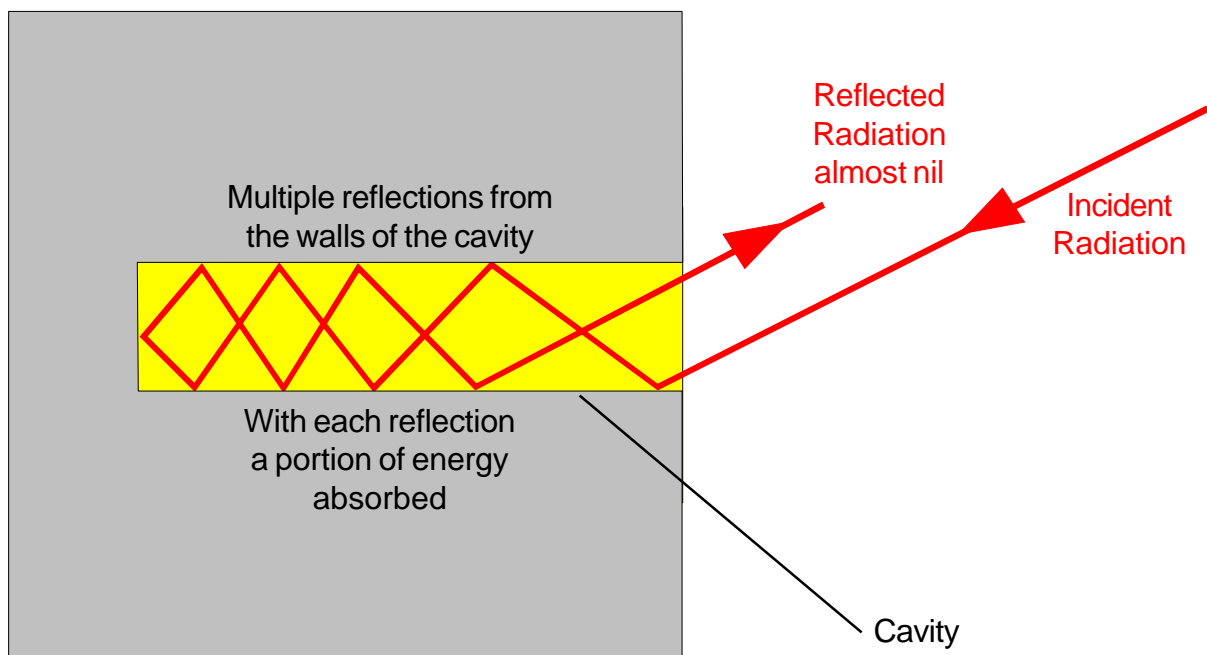 Reflected
Radiation
almost nil
Incident
Radiation
Multiple reflections from
the walls of the cavity
With each reflection
a portion of energy
absorbed
Cavity